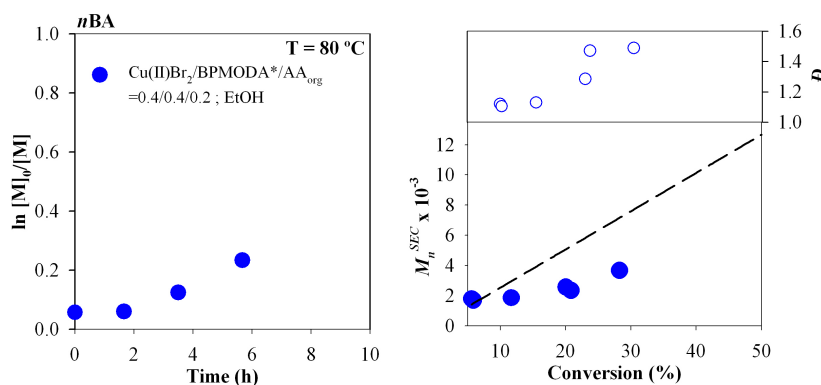 nBA
T = 80 ºC
Cu(II)Br2/BPMODA*/AAorg
=0.4/0.4/0.2 ; EtOH
ln [M]0/[M]
1.0
0.8
0.6
0.4
0.2
0.0
0 2 4 6 8 10
Time (h)
1.6
1.4
1.2
1.0
Đ
12
10
8
6
4
2
0
Mn^SEC x 10^-3
10 20 30 40 50
Conversion (%)